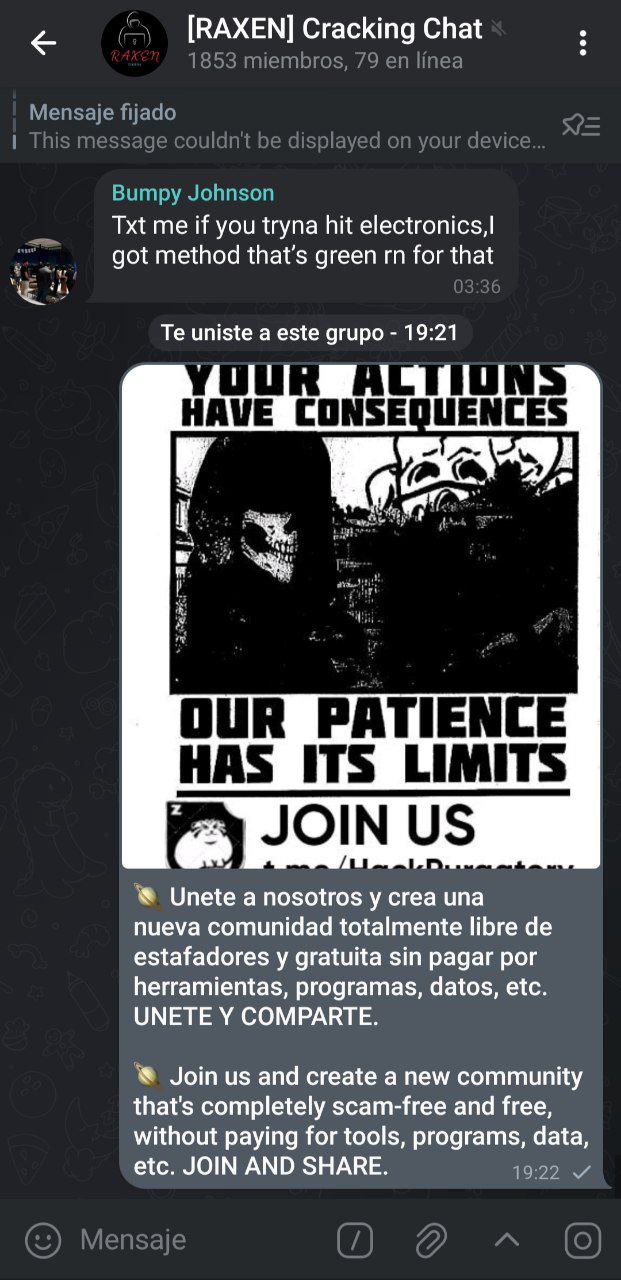 [RAXEN] Cracking Chat
1853 miembros, 79 en línea
RAXEN
Mensaje fijado
This message couldn't be displayed on your device...
Bumpy Johnson
Txt me if you tryna hit electronics,I
got method that's green rn for that
03:36
Te uniste a este grupo - 19:21
YOUR ACTIONS
HAVE CONSEQUENCES
OUR PATIENCE
HAS ITS LIMITS
Z
JOIN US
t.me/HackPurgatory
🪐 Unete a nosotros y crea una
nueva comunidad totalmente libre de
estafadores y gratuita sin pagar por
herramientas, programas, datos, etc.
UNETE Y COMPARTE.
🪐 Join us and create a new community
that's completely scam-free and free,
without paying for tools, programs, data,
etc. JOIN AND SHARE.
19:22
Mensaje